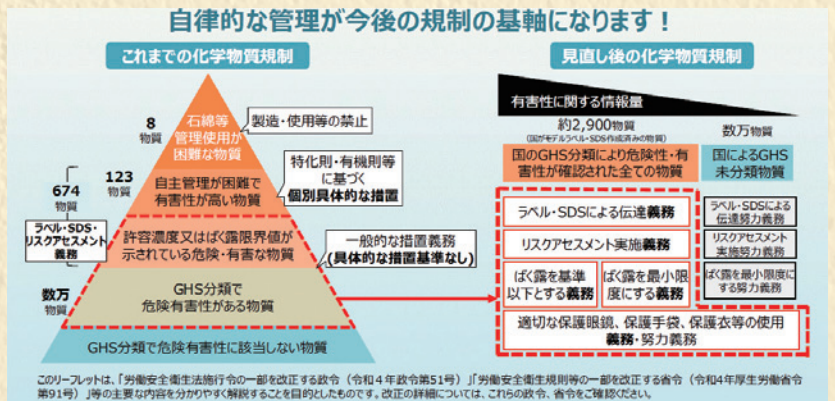 自律的な管理が今後の規制の基軸になります！
これまでの化学物質規制
8
物質
石綿等
管理使用が
困難な物質
製造・使用等の禁止
123
物質
自主管理が困難で
有害性が高い物質
特化則・有機則等
に基づく
個別具体的な措置
674
物質
ラベル・SDS・
リスクアセスメント
義務
許容濃度又はばく露限界値が
示されている危険・有害な物質
一般的な措置義務
(具体的な措置基準なし)
数万
物質
GHS分類で
危険有害性がある物質
GHS分類で危険有害性に該当しない物質
見直し後の化学物質規制
有害性に関する情報量
約2,900物質
(国がモデルラベル・SDS作成済みの物質)
数万物質
国のGHS分類により危険性・有
害性が確認された全ての物質
国によるGHS
未分類物質
ラベル・SDSによる伝達義務
ラベル・SDSによる
伝達努力義務
リスクアセスメント実施義務
リスクアセスメント
実施努力義務
ばく露を基準
以下とする義務
ばく露を最小限
度にする義務
ばく露を最小限度に
する努力義務
適切な保護眼鏡、保護手袋、保護衣等の使用
義務・努力義務
このリーフレットは、「労働安全衛生法施行令の一部を改正する政令（令和４年政令第51号）」「労働安全衛生規則等の一部を改正する省令（令和4年厚生労働省令
第91号）」等の主要な内容を分かりやすく解説することを目的としたものです。改正の詳細については、これらの政令、省令をご確認ください。